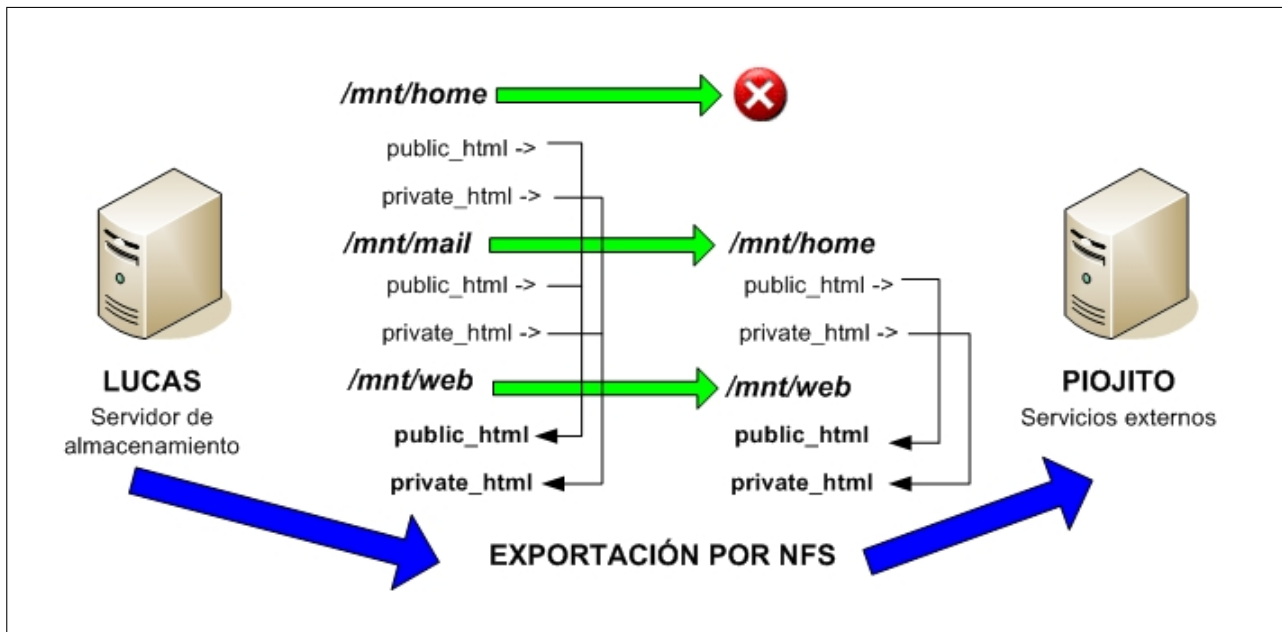 /mnt/home
public_html ->
private_html ->
/mnt/mail
/mnt/home
public_html ->
public_html ->
private_html ->
private_html ->
/mnt/web
/mnt/web
LUCAS
PIOJITO
Servidor de
almacenamiento
Servicios externos
public_html
public_html
private_html
private_html
EXPORTACIÓN POR NFS